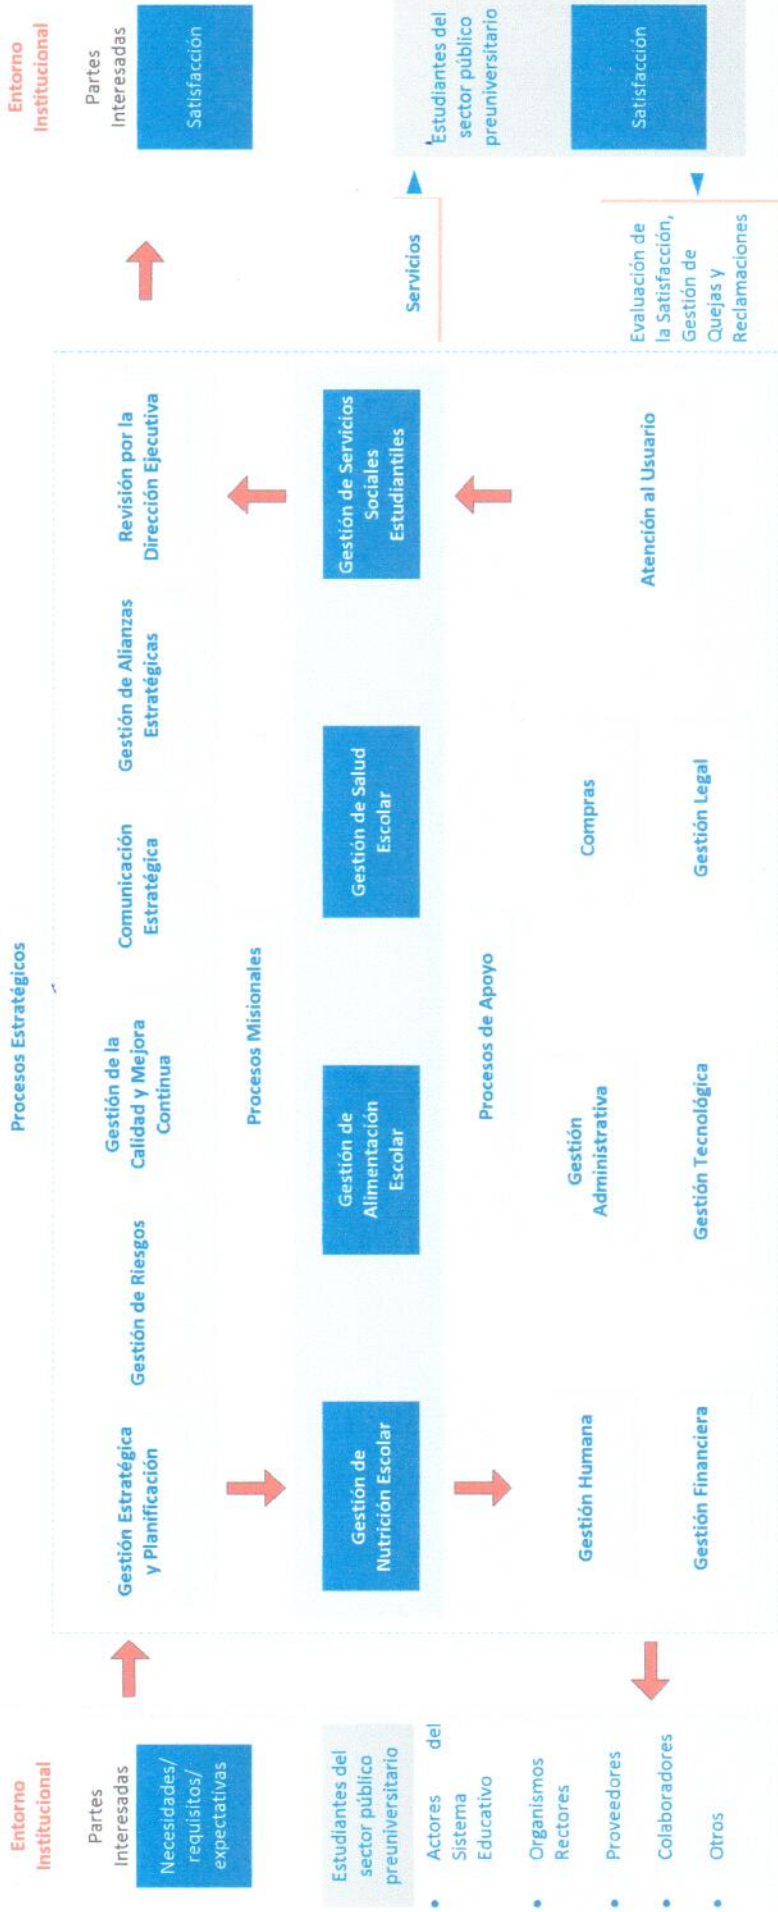 Entorno
Institucional
Partes
Interesadas
Necesidades/
requisitos/
expectativas
Estudiantes del
sector público
preuniversitario
• Actores del
Sistema
Educativo
• Organismos
Rectores
• Proveedores
• Colaboradores
• Otros
Procesos Estratégicos
Gestión Estratégica
y Planificación
Gestión de Riesgos
Gestión de la
Calidad y Mejora
Continua
Comunicación
Estratégica
Gestión de Alianzas
Estratégicas
Revisión por la
Dirección Ejecutiva
Procesos Misionales
Gestión de
Nutrición Escolar
Gestión de
Alimentación
Escolar
Gestión de Salud
Escolar
Gestión de Servicios
Sociales
Estudiantiles
Procesos de Apoyo
Gestión Humana
Gestión
Administrativa
Compras
Atención al Usuario
Gestión Financiera
Gestión Tecnológica
Gestión Legal
Entorno
Institucional
Partes
Interesadas
Satisfacción
Servicios
Estudiantes del
sector público
preuniversitario
Satisfacción
Evaluación de
la Satisfacción,
Gestión de
Quejas y
Reclamaciones